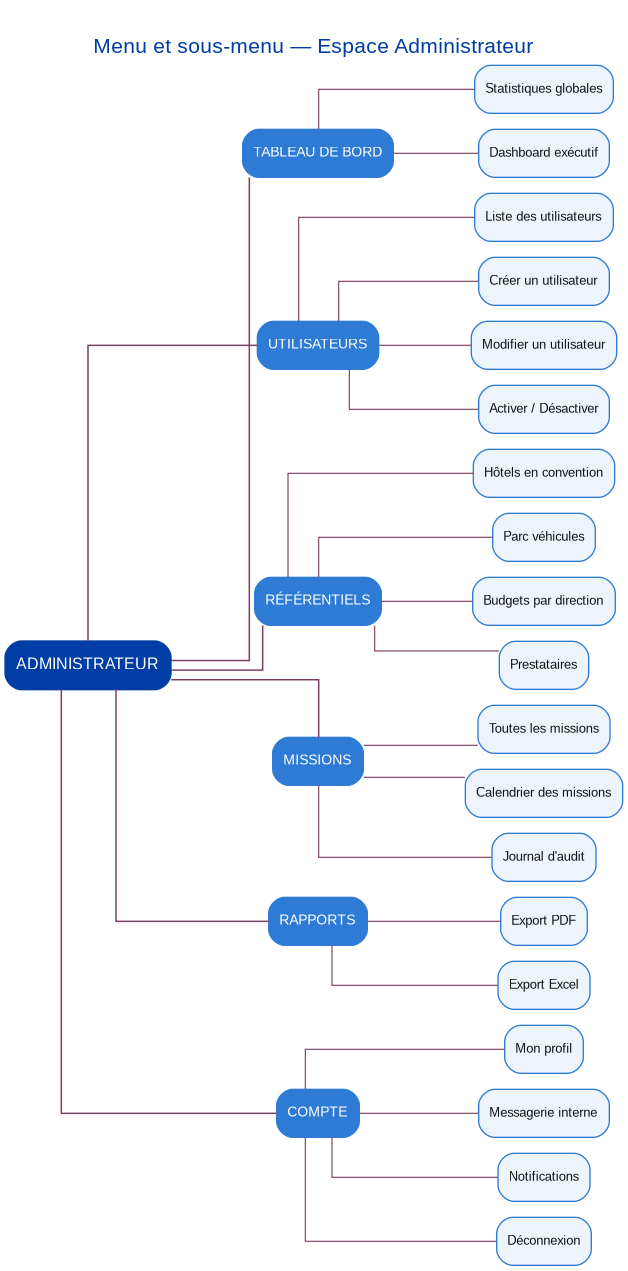 Menu et sous-menu — Espace Administrateur
Statistiques globales
TABLEAU DE BORD
Dashboard exécutif
Liste des utilisateurs
Créer un utilisateur
UTILISATEURS
Modifier un utilisateur
Activer / Désactiver
Hôtels en convention
Parc véhicules
RÉFÉRENTIELS
Budgets par direction
ADMINISTRATEUR
Prestataires
Toutes les missions
MISSIONS
Calendrier des missions
Journal d'audit
RAPPORTS
Export PDF
Export Excel
Mon profil
COMPTE
Messagerie interne
Notifications
Déconnexion